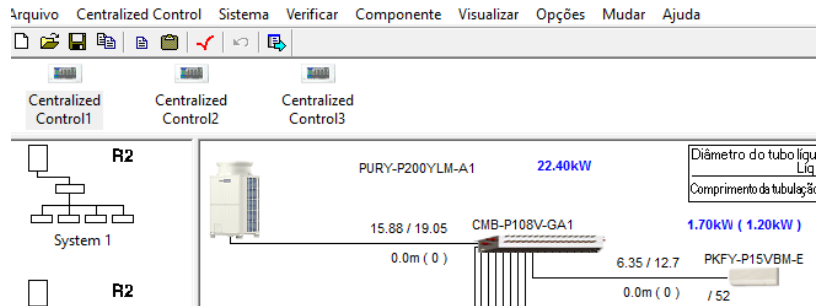 Arquivo Centralized Control Sistema Verificar Componente Visualizar Opções Mudar Ajuda
Centralized Control1
Centralized Control2
Centralized Control3
R2
System 1
R2
PURY-P200YLM-A1 22.40kW
Diâmetro do tubo líqu
Líq
Comprimento da tubulação
15.88 / 19.05 CMB-P108V-GA1 1.70kW ( 1.20kW )
0.0m ( 0 ) 6.35 / 12.7 PKFY-P15VBM-E
0.0m ( 0 ) / 52